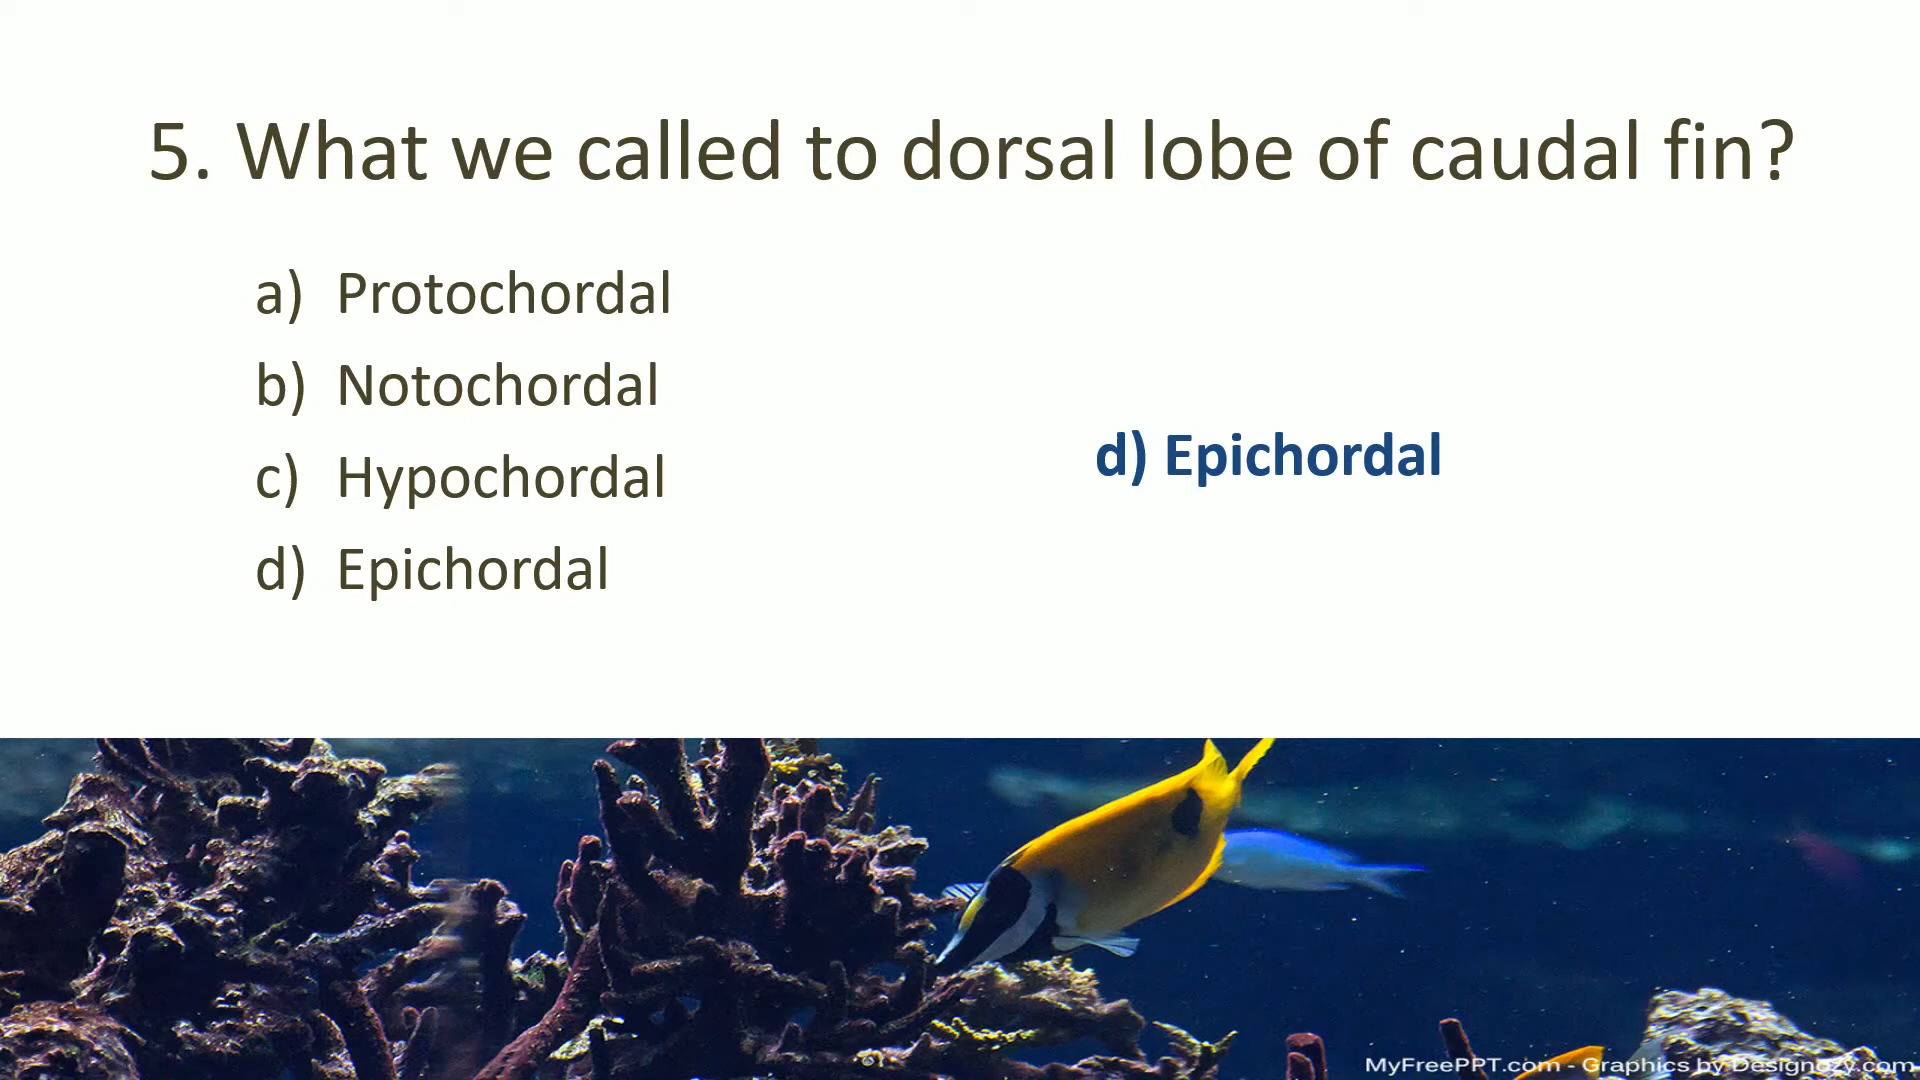 5. What we called to dorsal lobe of caudal fin?
a) Protochordal
b) Notochordal
c) Hypochordal
d) Epichordal
d) Epichordal
MyFreePPT.com - Graphics by Designozy.com